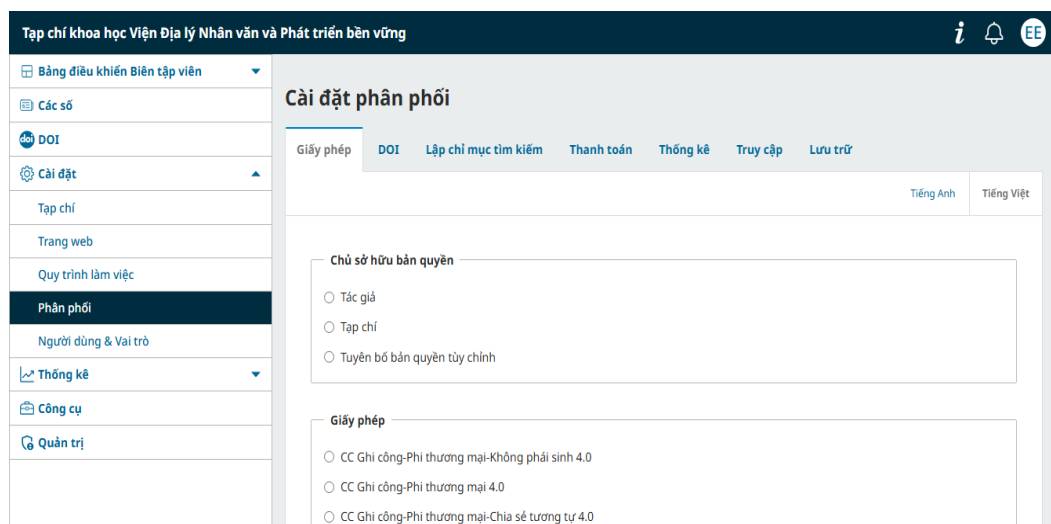 Tạp chí khoa học Viện Địa lý Nhân văn và Phát triển bền vững
i
EE
Bảng điều khiển Biên tập viên
Các số
doi DOI
Cài đặt
Tạp chí
Trang web
Quy trình làm việc
Phân phối
Người dùng & Vai trò
Thống kê
Công cụ
Quản trị
Cài đặt phân phối
Giấy phép DOI Lập chỉ mục tìm kiếm Thanh toán Thống kê Truy cập Lưu trữ
Tiếng Anh Tiếng Việt
Chủ sở hữu bản quyền
Tác giả
Tạp chí
Tuyên bố bản quyền tùy chỉnh
Giấy phép
CC Ghi công-Phi thương mại-Không phái sinh 4.0
CC Ghi công-Phi thương mại 4.0
CC Ghi công-Phi thương mại-Chia sẻ tương tự 4.0